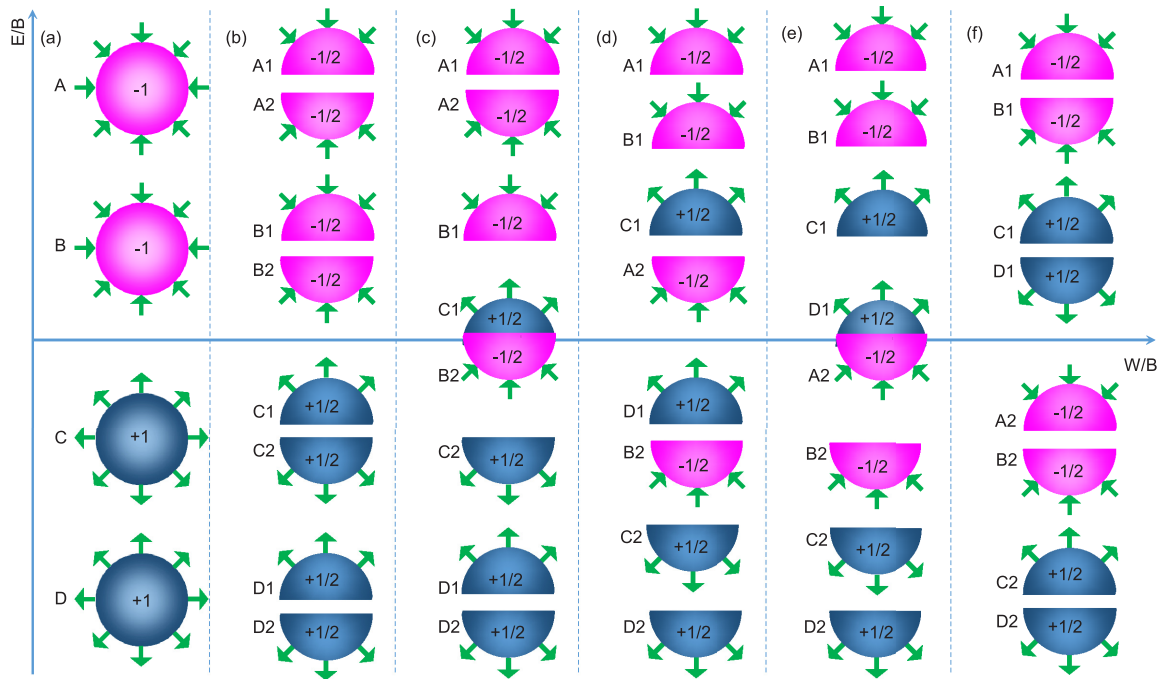 E/B
(a)
A
-1
B
-1
C
+1
D
+1
(b)
A1
-1/2
A2
-1/2
B1
-1/2
B2
-1/2
C1
+1/2
C2
+1/2
D1
+1/2
D2
+1/2
(c)
A1
-1/2
A2
-1/2
B1
-1/2
C1
+1/2
B2
-1/2
C2
+1/2
D1
+1/2
D2
+1/2
(d)
A1
-1/2
B1
-1/2
C1
+1/2
A2
-1/2
D1
+1/2
B2
-1/2
C2
+1/2
D2
+1/2
(e)
A1
-1/2
B1
-1/2
C1
+1/2
D1
+1/2
A2
-1/2
B2
-1/2
C2
+1/2
D2
+1/2
(f)
A1
-1/2
B1
-1/2
C1
+1/2
D1
+1/2
A2
-1/2
B2
-1/2
C2
+1/2
D2
+1/2
W/B